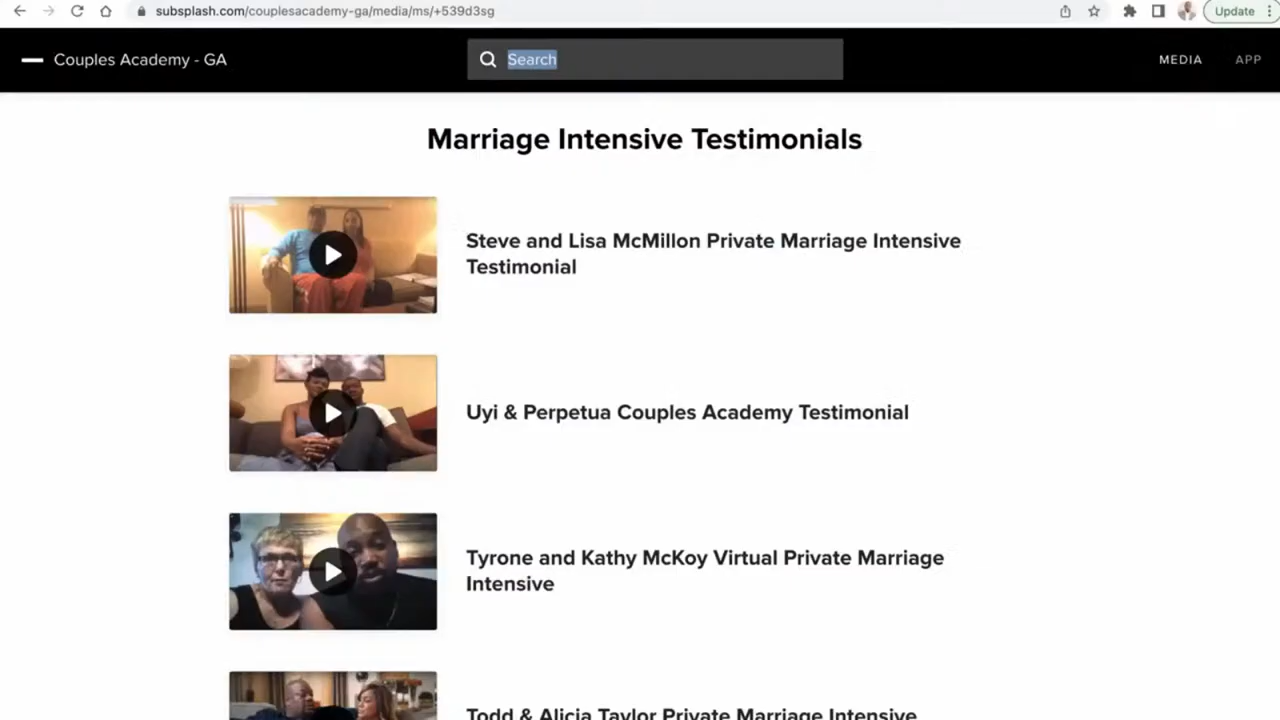 subsplash.com/couplesacademy-ga/media/ms/+539d3sg
Update
Couples Academy - GA
Search
MEDIA
APP
Marriage Intensive Testimonials
Steve and Lisa McMillon Private Marriage Intensive
Testimonial
Uyi & Perpetua Couples Academy Testimonial
Tyrone and Kathy McKoy Virtual Private Marriage
Intensive
Todd & Alicia Taylor Private Marriage Intensive